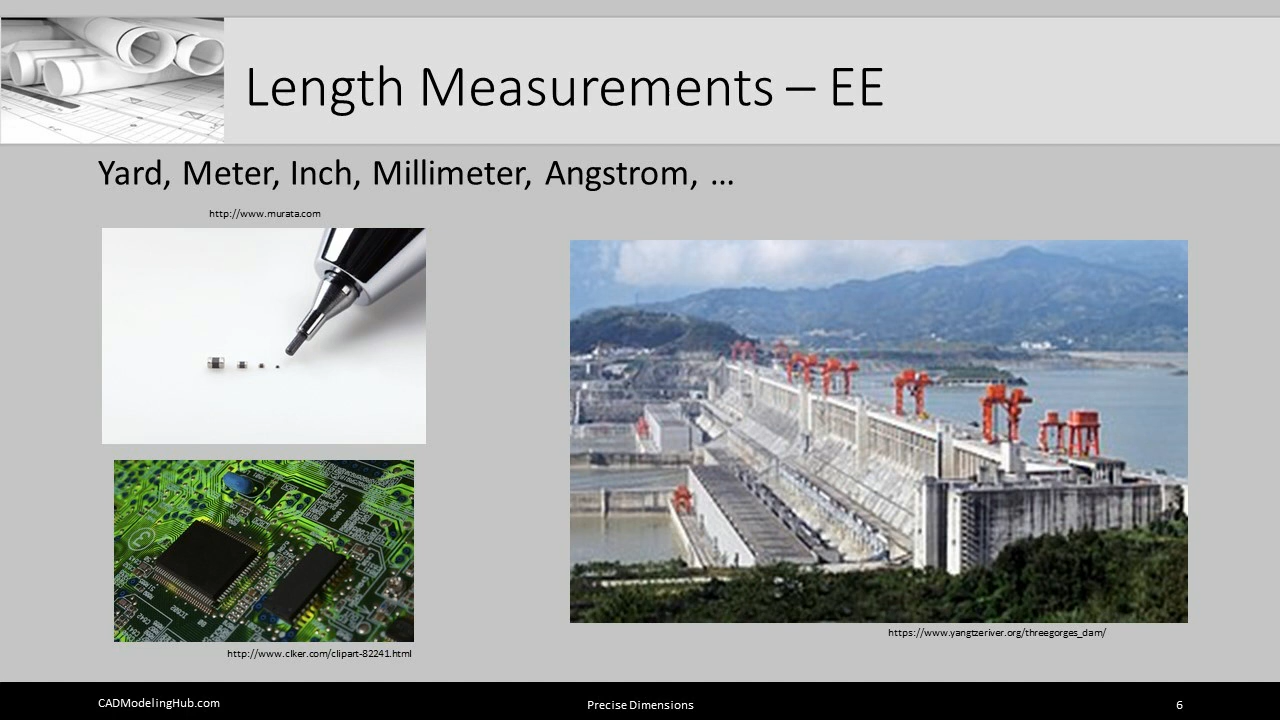 Length Measurements – EE
Yard, Meter, Inch, Millimeter, Angstrom, …
http://www.murata.com
http://www.clker.com/clipart-82241.html
https://www.yangtzeriver.org/threegorges_dam/
CADModelingHub.com
Precise Dimensions
6